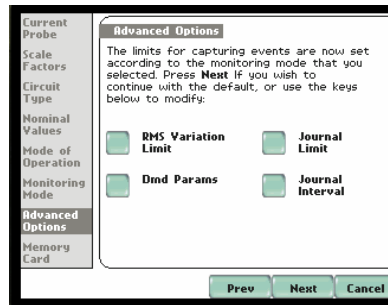 Current
Probe
Scale
Factors
Circuit
Type
Nominal
Values
Mode of
Operation
Monitoring
Mode
Advanced
Options
Memory
Card
Advanced Options
The limits for capturing events are now set
according to the monitoring mode that you
selected. Press Next If you wish to
continue with the default, or use the keys
below to modify:
RMS Variation
Limit
Journal
Limit
Dmd Params
Journal
Interval
Prev
Next
Cancel